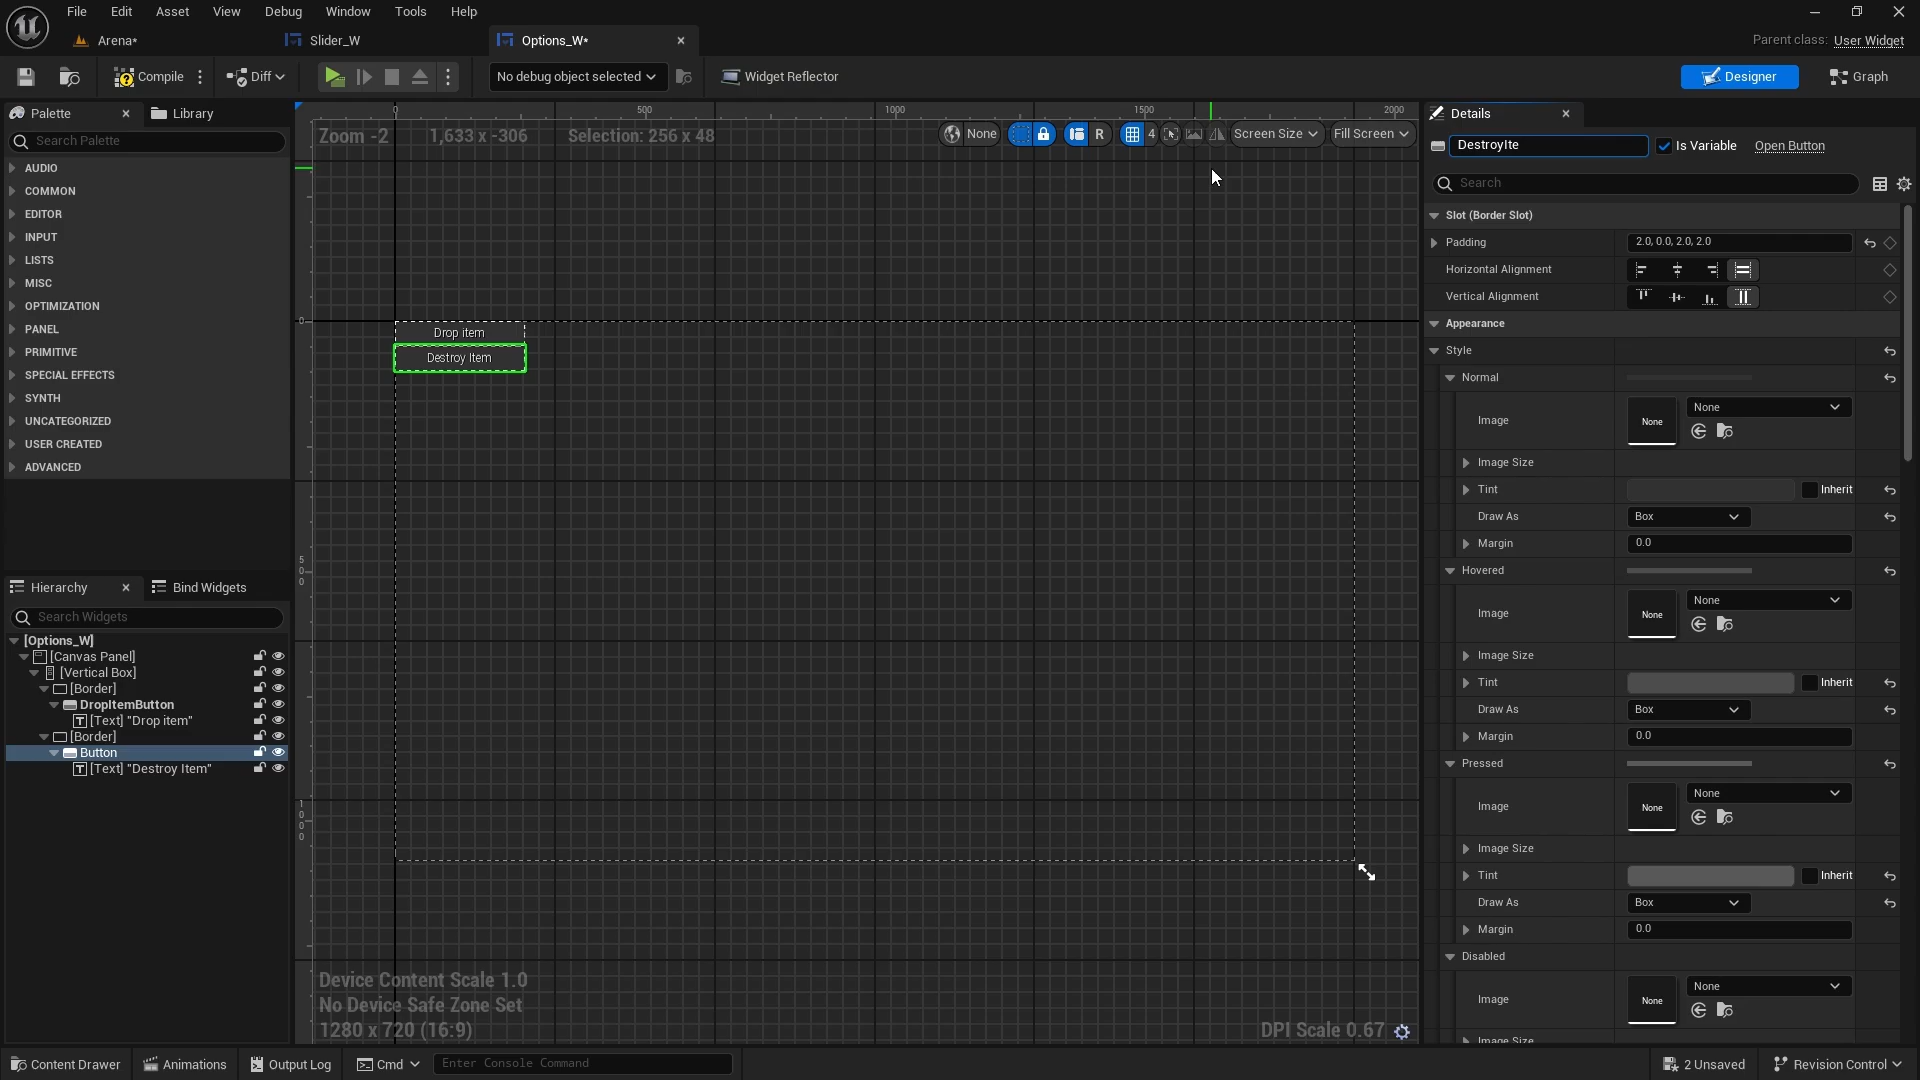 File Edit Asset View Debug Window Tools Help
Arena* Slider_W Options_W* Parent class: User Widget
Compile Diff No debug object selected Widget Reflector Designer Graph
Palette Library
Search Palette
AUDIO
COMMON
EDITOR
INPUT
LISTS
MISC
OPTIMIZATION
PANEL
PRIMITIVE
SPECIAL EFFECTS
SYNTH
UNCATEGORIZED
USER CREATED
ADVANCED
Hierarchy Bind Widgets
Search Widgets
[Options_W]
[Canvas Panel]
[Vertical Box]
[Border]
DropItemButton
[Text] "Drop item"
[Border]
Button
[Text] "Destroy Item"
0 500 1000 1500 2000
Zoom -2 1,633 x -306 Selection: 256 x 48 None R 4 Screen Size Fill Screen
0
500
1000
Drop item
Destroy Item
Device Content Scale 1.0
No Device Safe Zone Set
1280 x 720 (16:9) DPI Scale 0.67
Details
DestroyIte Is Variable Open Button
Search
Slot (Border Slot)
Padding 2.0, 0.0, 2.0, 2.0
Horizontal Alignment
Vertical Alignment
Appearance
Style
Normal
Image None None
Image Size
Tint Inherit
Draw As Box
Margin 0.0
Hovered
Image None None
Image Size
Tint Inherit
Draw As Box
Margin 0.0
Pressed
Image None None
Image Size
Tint Inherit
Draw As Box
Margin 0.0
Disabled
Image None None
Image Size
Content Drawer Animations Output Log Cmd Enter Console Command 2 Unsaved Revision Control